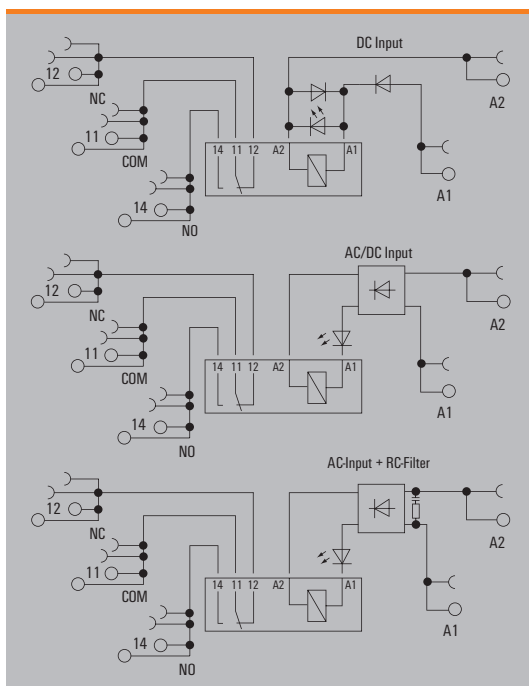 DC Input
12
NC
A2
11
COM
14 11 12 A2 A1
A1
14
NO
AC/DC Input
12
NC
A2
11
COM
14 11 12 A2 A1
A1
14
NO
AC-Input + RC-Filter
12
NC
A2
11
COM
14 11 12 A2 A1
A1
14
NO